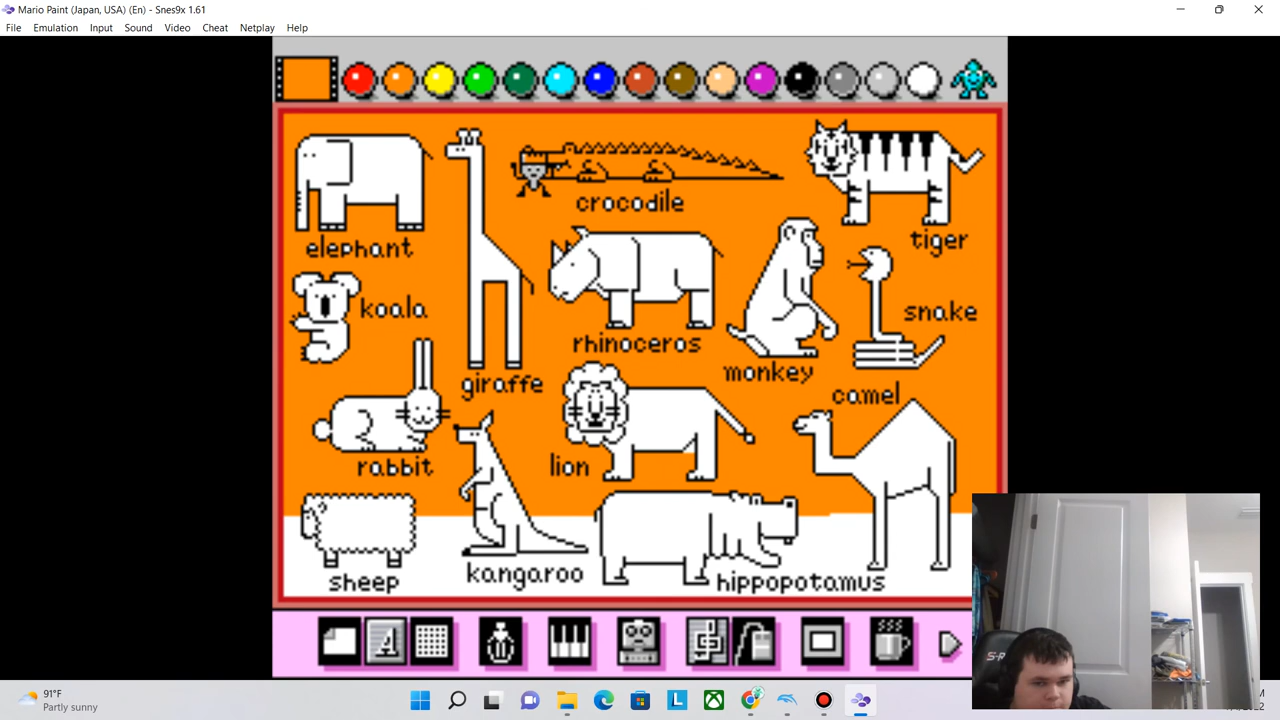 Mario Paint (Japan, USA) (En) - Snes9x 1.61
File Emulation Input Sound Video Cheat Netplay Help
crocodile
elephant
tiger
koala
snake
rhinoceros
monkey
giraffe
camel
rabbit
lion
kangaroo
sheep
hippopotamus
91°F
Partly sunny